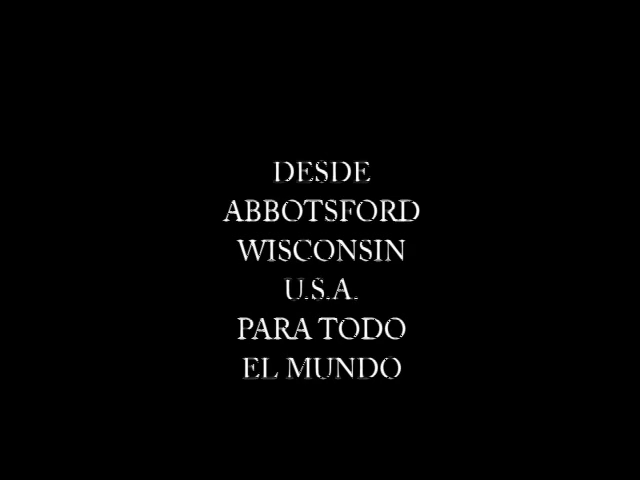 DESDE
ABBOTSFORD
WISCONSIN
U.S.A.
PARA TODO
EL MUNDO